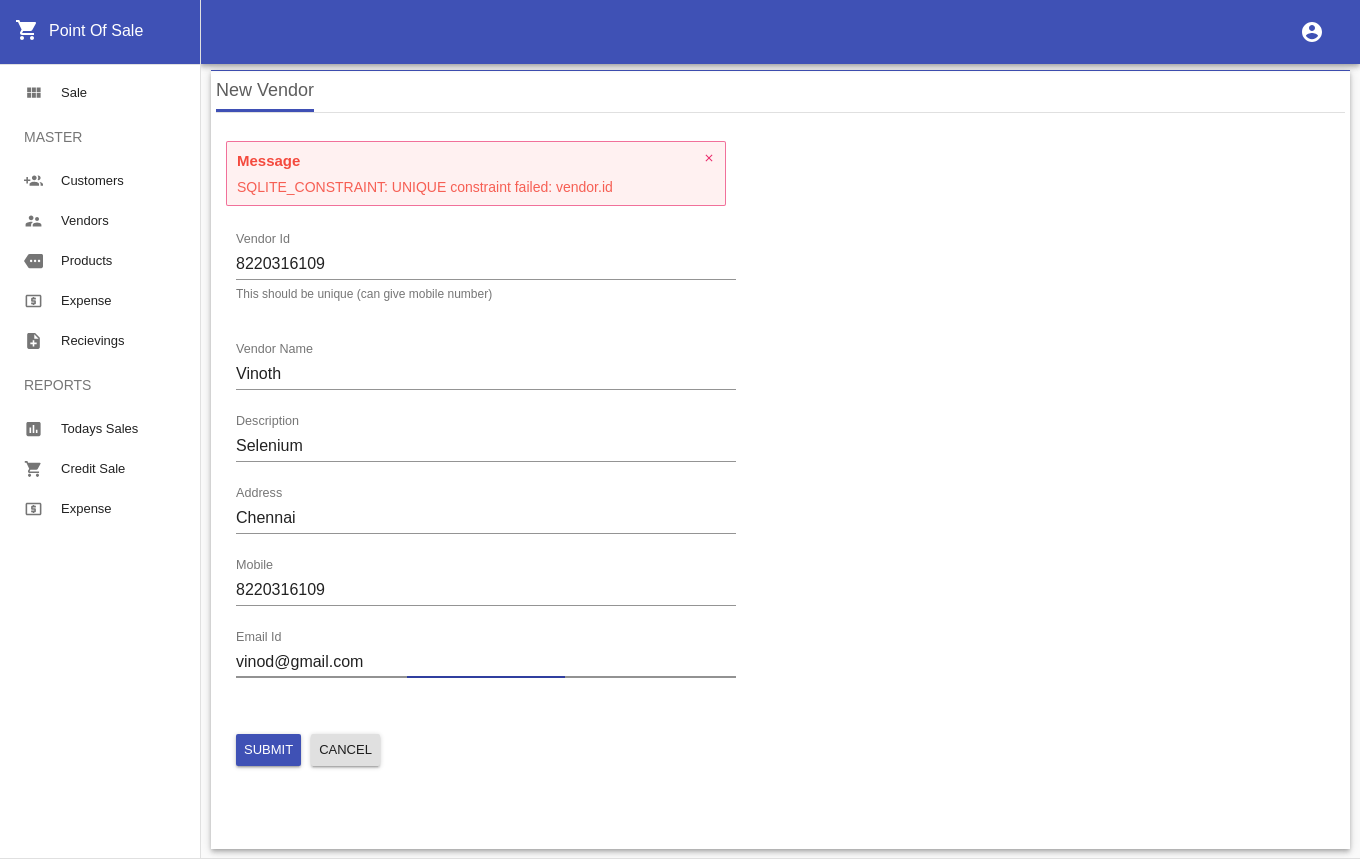 Point Of Sale
Sale
MASTER
Customers
Vendors
Products
Expense
Recievings
REPORTS
Todays Sales
Credit Sale
Expense
New Vendor
Message
×
SQLITE_CONSTRAINT: UNIQUE constraint failed: vendor.id
Vendor Id
8220316109
This should be unique (can give mobile number)
Vendor Name
Vinoth
Description
Selenium
Address
Chennai
Mobile
8220316109
Email Id
vinod@gmail.com
SUBMIT CANCEL